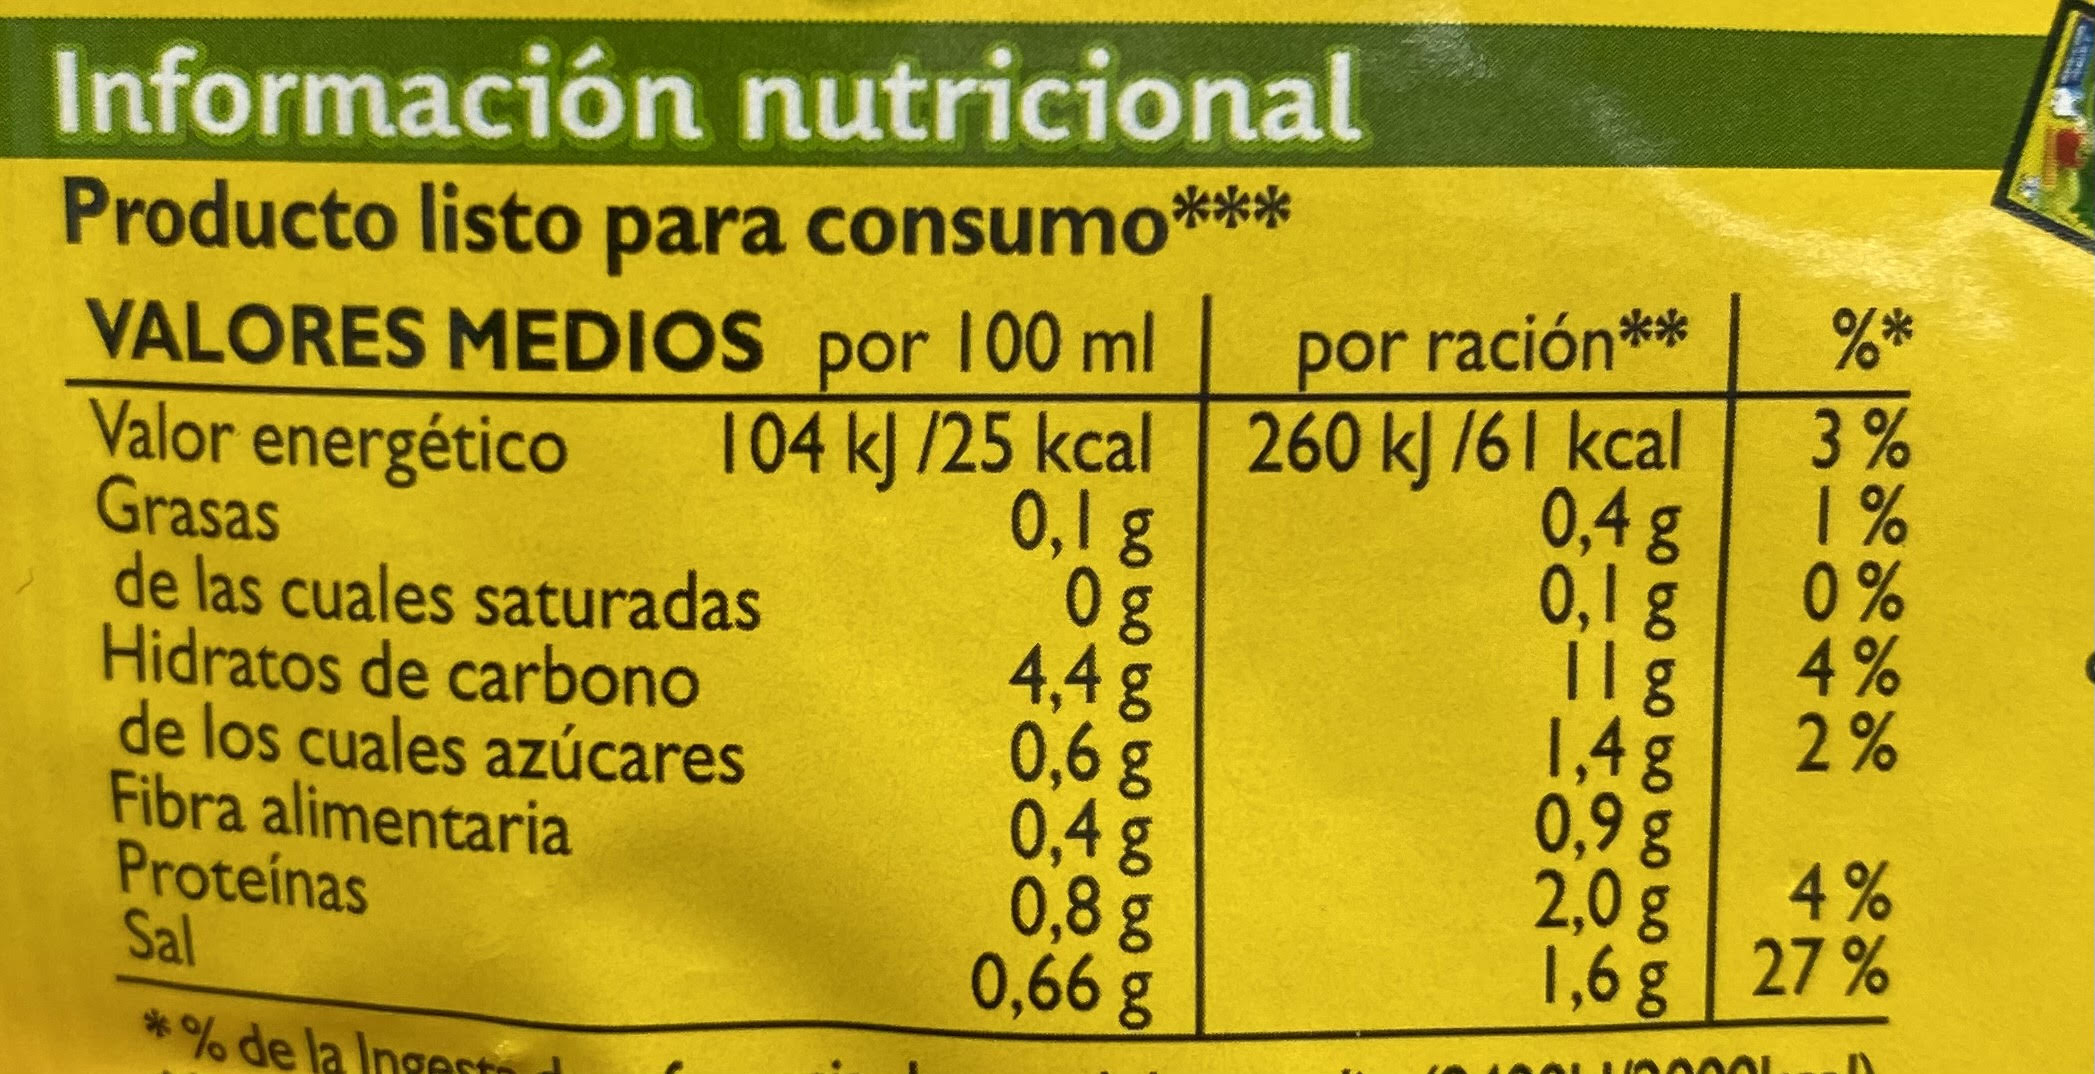 Información nutricional
Producto listo para consumo***
VALORES MEDIOS por 100 ml por ración** %*
Valor energético 104 kJ /25 kcal 260 kJ /61 kcal 3 %
Grasas 0,1 g 0,4 g 1 %
de las cuales saturadas 0 g 0,1 g 0 %
Hidratos de carbono 4,4 g 11 g 4 %
de los cuales azúcares 0,6 g 1,4 g 2 %
Fibra alimentaria 0,4 g 0,9 g
Proteínas 0,8 g 2,0 g 4 %
Sal 0,66 g 1,6 g 27 %
* % de la